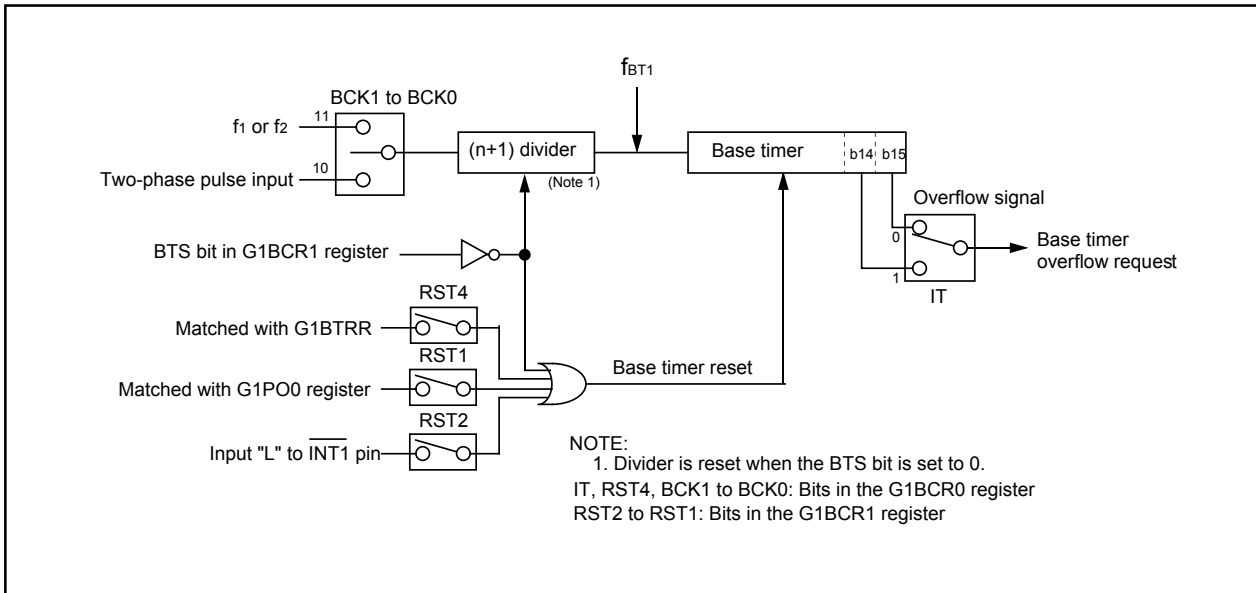 fBT1
BCK1 to BCK0
11
f1 or f2
(n+1) divider
Base timer
b14
b15
10
Two-phase pulse input
(Note 1)
Overflow signal
0
BTS bit in G1BCR1 register
Base timer
overflow request
1
IT
RST4
Matched with G1BTRR
RST1
Base timer reset
Matched with G1PO0 register
RST2
Input "L" to INT1 pin
NOTE:
1. Divider is reset when the BTS bit is set to 0.
IT, RST4, BCK1 to BCK0: Bits in the G1BCR0 register
RST2 to RST1: Bits in the G1BCR1 register